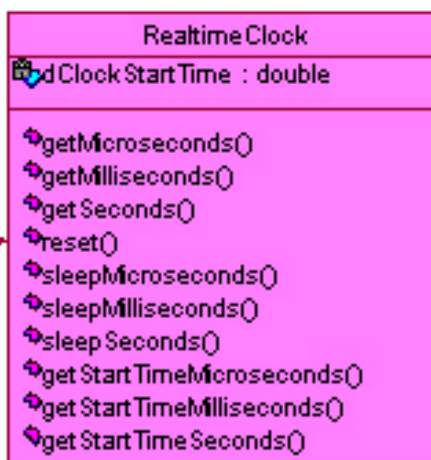 RealtimeClock
dClockStartTime : double
getMicroseconds()
getMilliseconds()
getSeconds()
reset()
sleepMicroseconds()
sleepMilliseconds()
sleepSeconds()
getStartTimeMicroseconds()
getStartTimeMilliseconds()
getStartTimeSeconds()